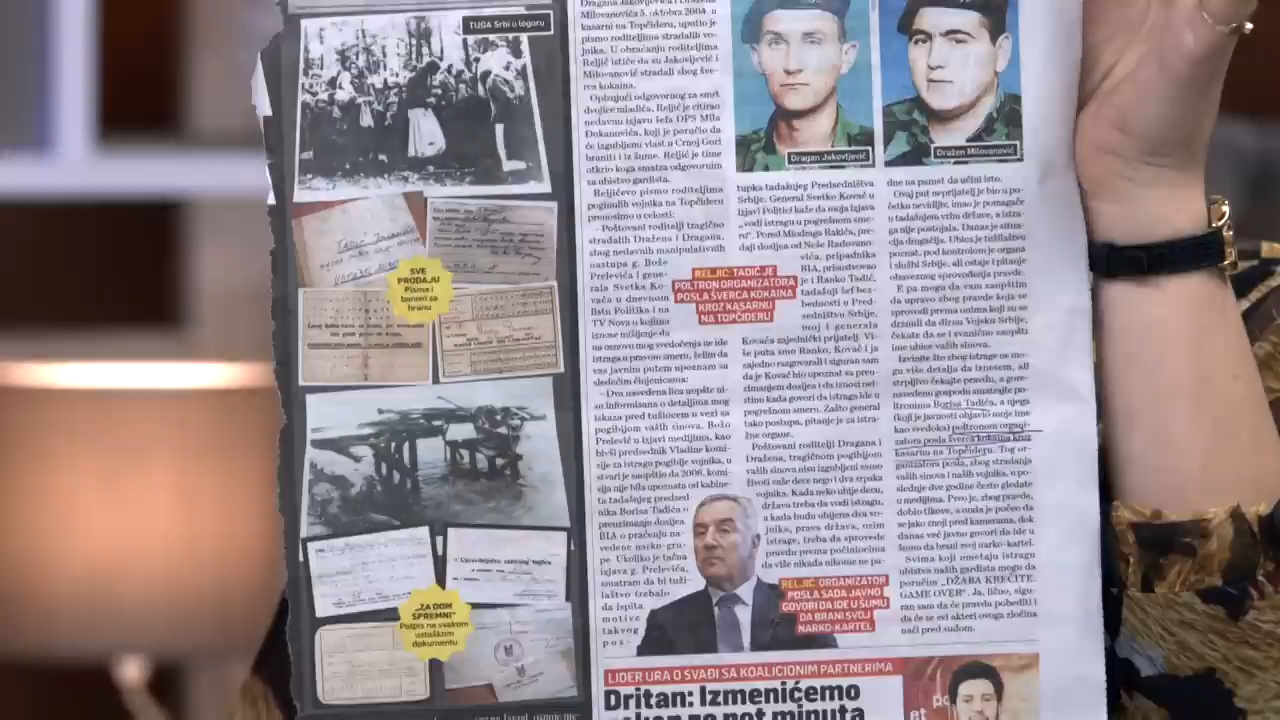 TUGA Srbi u logoru
SVE
PRODAJU
Pisma i
bonovi za
hranu
„ZA DOM
SPREMNI“
Potpis na svakom
ustaškom
dokumentu
Milovanovića 5. oktobra 2004. u
kasarni na Topčideru, uputio je
pismo roditeljima stradalih voj-
nika. U obraćanju roditeljima
Reljić ističe da su Jakovljević i
Milovanović stradali zbog šve-
rca kokaina.
Opisujući odgovornog za smrt
dvojice mladića, Reljić je citirao
nedavnu izjavu šefa DPS Mila
Đukanovića, koji je poručio da
će izgubljenu vlast u Crnoj Gori
braniti i iz šume. Reljić je time
otkrio koga smatra odgovornim
za ubistvo gardista.
Reljićevo pismo roditeljima
poginulih vojnika na Topčideru
prenosimo u celosti:
- Poštovani roditelji tragično
stradalih Dražena i Dragana,
zbog nedavnih manipulativnih
nastupa g. Bože
Prelevića i gene-
rala Svetka Ko-
vača u dnevnom
listu Politika i na
TV Nova u kojima
iznose mišljenje da
na osnovu mog svedočenja ne ide
istraga u pravom smeru, želim da
vas javnim putem upoznam sa
sledećim činjenicama:
- Dva navedena lica uopšte ni-
su informisana o detaljima mog
iskaza pred tužiocem u vezi sa
pogibijom vaših sinova. Božo
Prelević u izjavi medijima, kao
bivši predsednik Vladine komi-
sije za istragu pogibije vojnika, u
stvari je saopštio da 2006. komi-
sija nije bila upoznata od kabine-
ta tadašnjeg predsed
nika Borisa Tadića o
preuzimanju dosijea
BIA o praćenju na-
vedene narko-gru-
pe. Ukoliko je tačna
izjava g. Prelevića,
smatram da bi tuži-
laštvo trebalo
da ispita
motive
takvog
pos-
Dragan Jakovljević
Dražen Milovanović
tupka tadašnjeg Predsedništva
Srbije. General Svetko Kovač u
izjavi Politici kaže da moja izjava
„vodi istragu u pogrešnom sme-
ru“. Pored Miodraga Rakića, pre-
daji dosijea od Neše Radovano-
vića, pripadnika
BIA, prisustvovao
je i Ranko Tadić,
tadašnji šef bez-
bednosti u Pred-
sedništvu Srbije,
moj i generala
Kovača zajednički prijatelj. Vi-
še puta smo Ranko, Kovač i ja
zajedno razgovarali i siguran sam
da je Kovač bio upoznat sa preu-
zimanjem dosijea i da iznosi nei-
stinu kada govori da istraga ide u
pogrešnom smeru. Zašto general
tako postupa, pitanje je za istra-
žne organe.
Poštovani roditelji Dragana i
Dražena, tragičnom pogibijom
vaših sinova nisu izgubljeni samo
životi vaše dece nego i dva srpska
vojnika. Kada neko ubije decu,
država treba da vodi istragu,
a kada budu ubijena dva vo-
jnika, prava država, osim
istrage, treba da sprovede
pravdu prema počiniocima
da više nikada nikome ne pa-
RELJIĆ: TADIĆ JE
POLTRON ORGANIZATORA
POSLA ŠVERCA KOKAINA
KROZ KASARNU
NA TOPČIDERU
RELJIĆ: ORGANIZATOR
POSLA SADA JAVNO
GOVORI DA IDE U ŠUMU
DA BRANI SVOJ
NARKO-KARTEL
dne na pamet da učini isto.
Ovaj put neprijatelj je bio u po-
četku nevidljiv, imao je pomagače
u tadašnjem vrhu države, a istra-
ga nije postojala. Danas je situa-
cija drugačija. Ubica je tužilaštvu
poznat, pod kontrolom je organa
i službi Srbije, ali ostaje i pitanje
obaveznog sprovođenja pravde.
E pa mogu da vam saopštim
da upravo zbog pravde koja se
sprovodi prema onima koji su se
drznuli da diraju Vojsku Srbije,
čekate da se i zvanično saopšti
ime ubice vaših sinova.
Izvinite što zbog istrage ne mo-
gu više detalja da iznesem, ali
strpljivo čekajte pravdu, a gore-
navedenu gospodu smatrajte po-
ltronima Borisa Tadića, a njega
(koji je javnosti objavio moje ime
kao svedoka) poltronom organi-
zatora posla šverca kokaina kroz
kasarnu na Topčideru. Tog or-
ganizatora posla, zbog stradanja
vaših sinova i naših vojnika, u po-
slednje dve godine često gledate
u medijima. Prvo je, zbog pravde,
dobio tikove, a onda je počeo da
se jako znoji pred kamerama, dok
danas već javno govori da ide u
šumu da brani svoj narko-kartel.
Svima koji ometaju istragu
ubistva naših gardista mogu da
poručim „DŽABA KREČITE,
GAME OVER“. Ja, lično, sigu-
ran sam da će pravda pobediti i
da će se svi akteri ovoga zločina
naći pred sudom.
LIDER URA O SVAĐI SA KOALICIONIM PARTNERIMA
Dritan: Izmenićemo